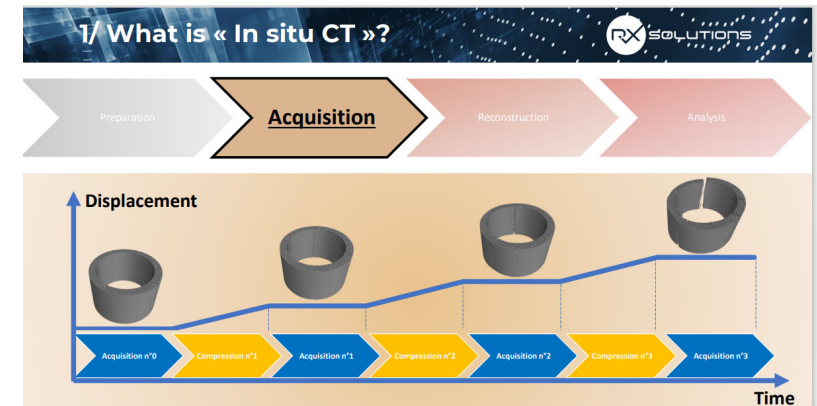 1/ What is « In situ CT »?
RX SOLUTIONS
Preparation
Acquisition
Reconstruction
Analysis
Displacement
Acquisition n°0
Compression n°1
Acquisition n°1
Compression n°2
Acquisition n°2
Compression n°3
Acquisition n°3
Time